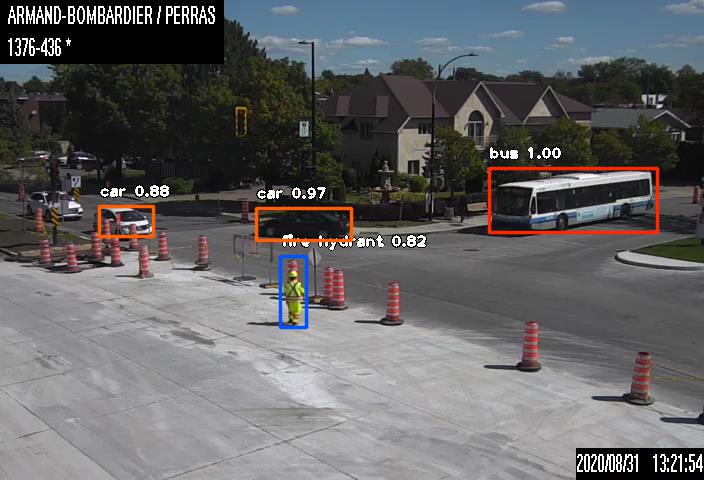 ARMAND-BOMBARDIER / PERRAS
1376-436 *
bus 1.00
car 0.88
car 0.97
fire hydrant 0.82
2020/08/31 13:21:54